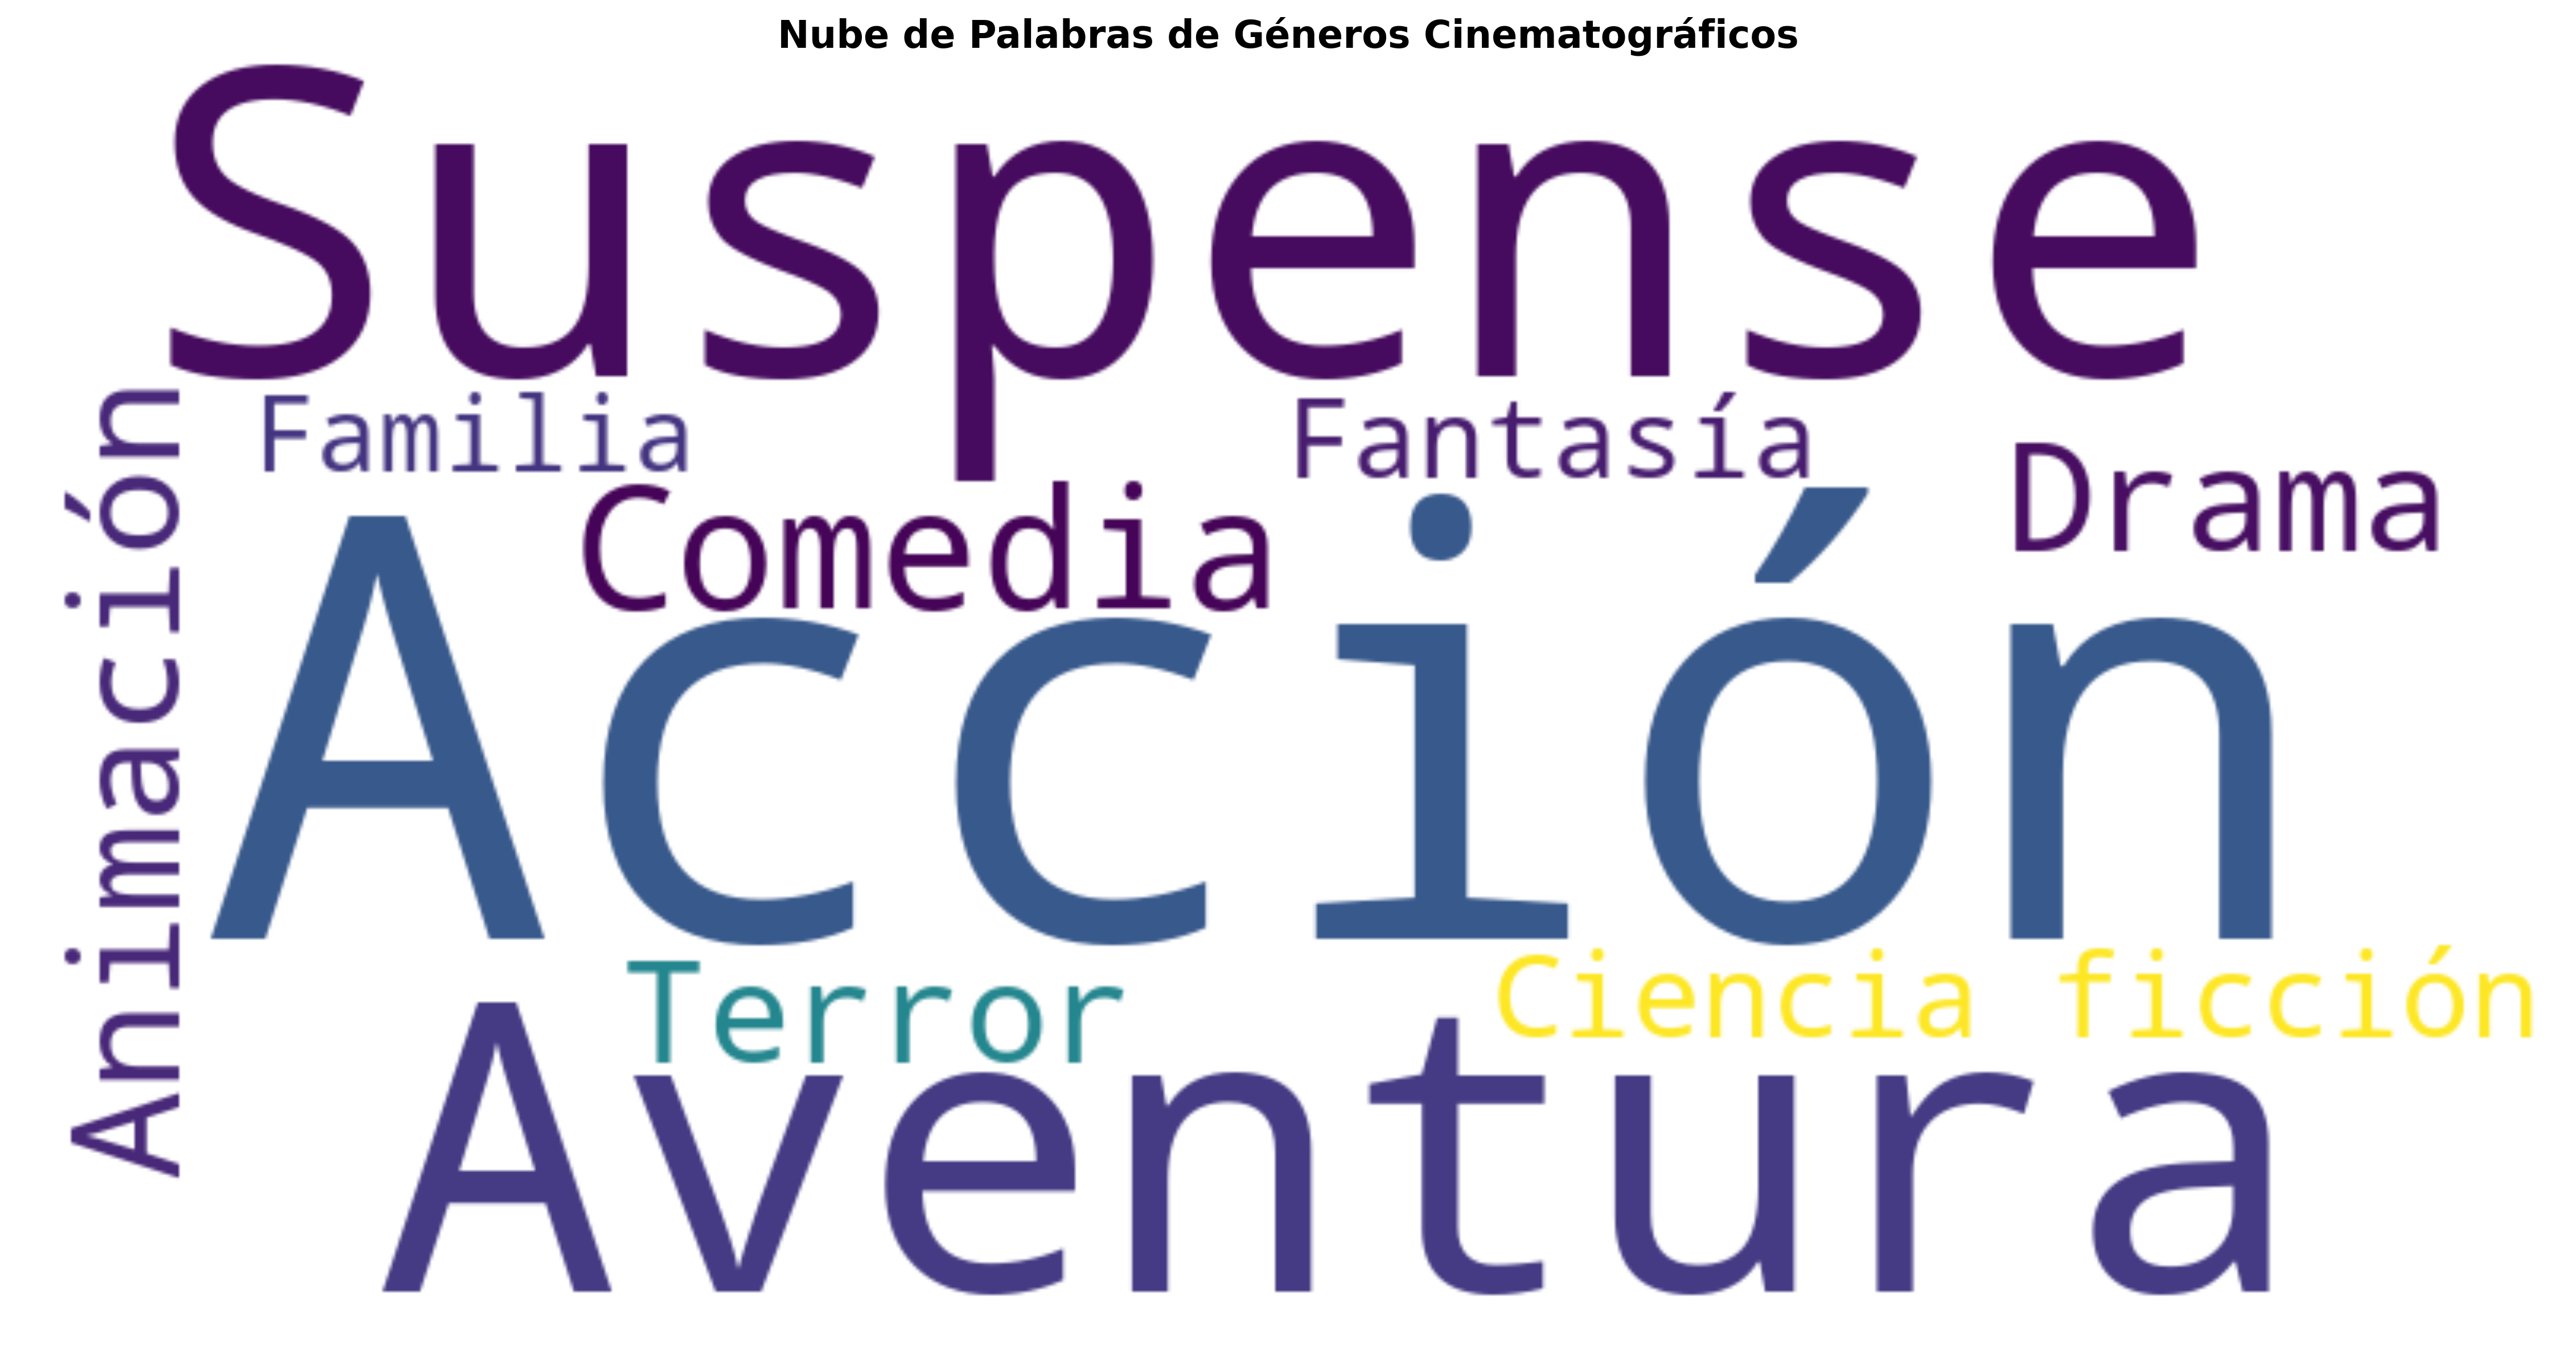 Nube de Palabras de Géneros Cinematográficos
Suspense
Familia
Fantasía
Drama
Comedia
Animación
Acción
Terror
Ciencia ficción
Aventura